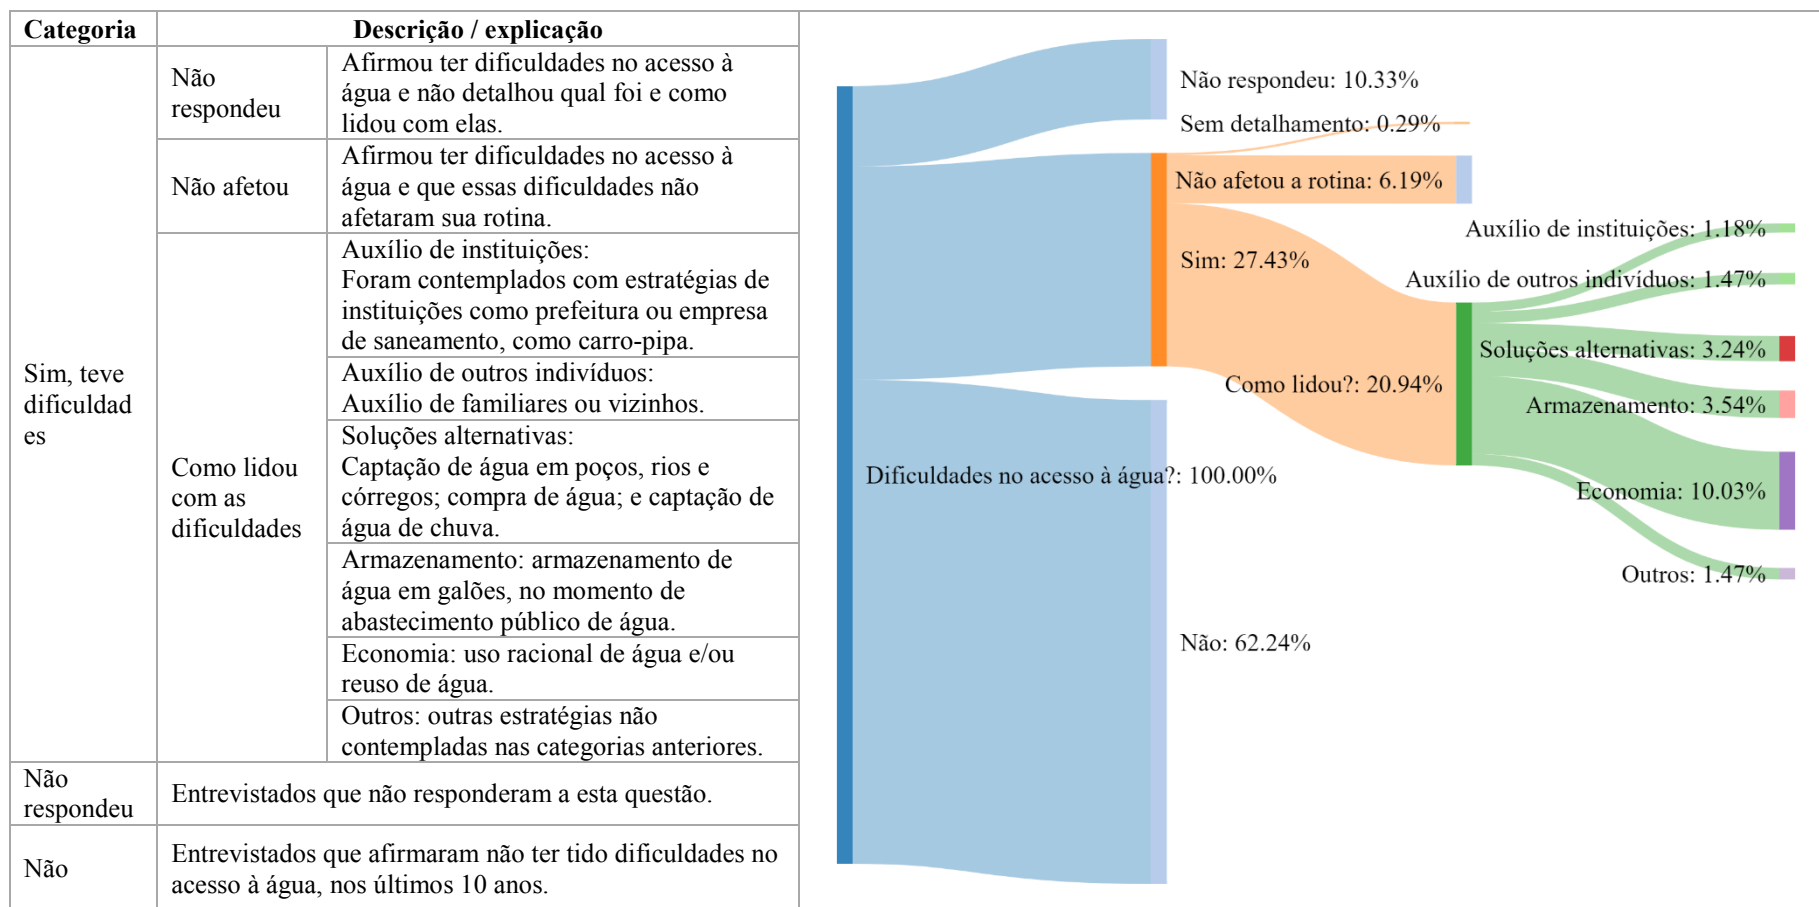 Categoria
Descrição / explicação
Sim, teve
dificuldad
es
Não
respondeu
Afirmou ter dificuldades no acesso à
água e não detalhou qual foi e como
lidou com elas.
Não afetou
Afirmou ter dificuldades no acesso à
água e que essas dificuldades não
afetaram sua rotina.
Como lidou
com as
dificuldades
Auxílio de instituições:
Foram contemplados com estratégias de
instituições como prefeitura ou empresa
de saneamento, como carro-pipa.
Auxílio de outros indivíduos:
Auxílio de familiares ou vizinhos.
Soluções alternativas:
Captação de água em poços, rios e
córregos; compra de água; e captação de
água de chuva.
Armazenamento: armazenamento de
água em galões, no momento de
abastecimento público de água.
Economia: uso racional de água e/ou
reuso de água.
Outros: outras estratégias não
contempladas nas categorias anteriores.
Não
respondeu
Entrevistados que não responderam a esta questão.
Não
Entrevistados que afirmaram não ter tido dificuldades no
acesso à água, nos últimos 10 anos.
Dificuldades no acesso à água?: 100.00%
Não respondeu: 10.33%
Sem detalhamento: 0.29%
Não afetou a rotina: 6.19%
Sim: 27.43%
Como lidou?: 20.94%
Não: 62.24%
Auxílio de instituições: 1.18%
Auxílio de outros indivíduos: 1.47%
Soluções alternativas: 3.24%
Armazenamento: 3.54%
Economia: 10.03%
Outros: 1.47%